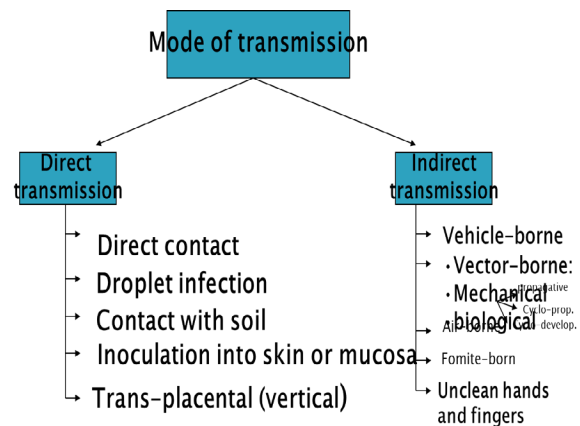 Mode of transmission
Direct
transmission
Direct contact
Droplet infection
Contact with soil
Inoculation into skin or mucosa
Trans-placental (vertical)
Indirect
transmission
Vehicle-borne
• Vector-borne:
• Mechanical
• biological
propagative
Cyclo-prop.
Cyclo-develop.
Air-borne
Fomite-born
Unclean hands
and fingers